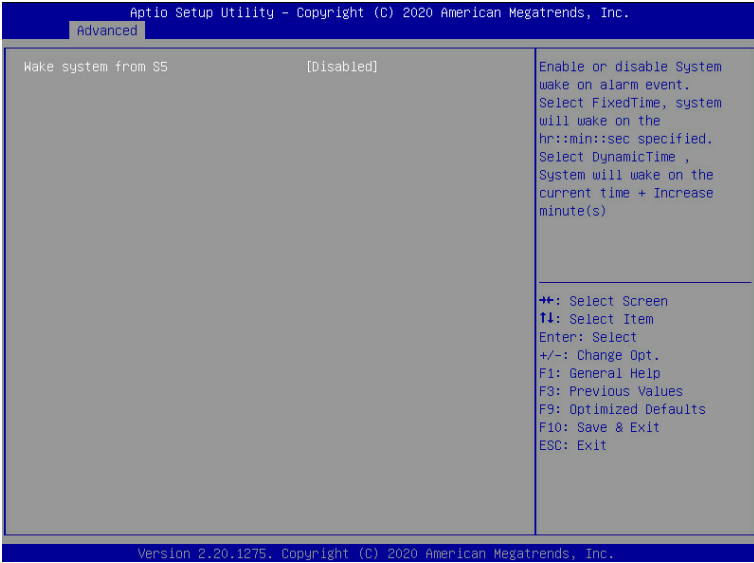 Aptio Setup Utility – Copyright (C) 2020 American Megatrends, Inc.
Advanced
Wake system from S5 [Disabled]
Enable or disable System
wake on alarm event.
Select FixedTime, system
will wake on the
hr::min::sec specified.
Select DynamicTime ,
System will wake on the
current time + Increase
minute(s)
→←: Select Screen
↑↓: Select Item
Enter: Select
+/-: Change Opt.
F1: General Help
F3: Previous Values
F9: Optimized Defaults
F10: Save & Exit
ESC: Exit
Version 2.20.1275. Copyright (C) 2020 American Megatrends, Inc.